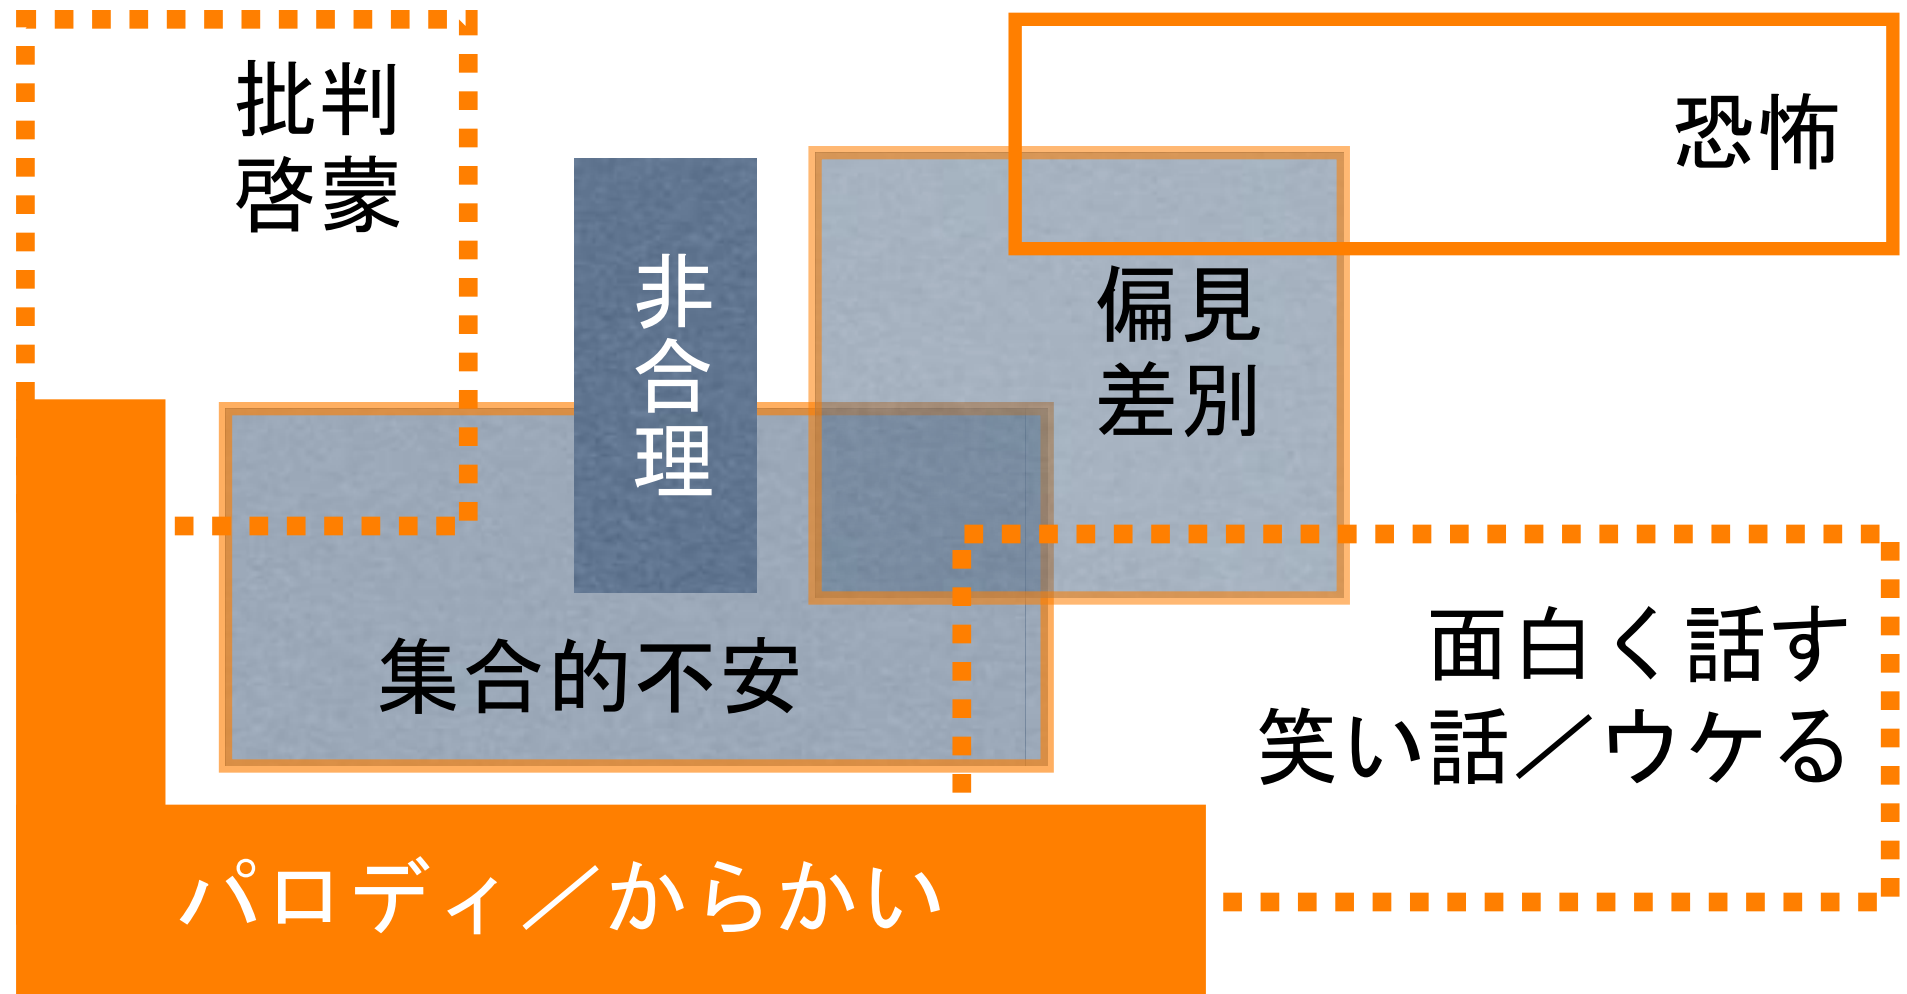 批判
啓蒙
恐怖
非合理
偏見
差別
集合的不安
面白く話す
笑い話／ウケる
パロディ／からかい